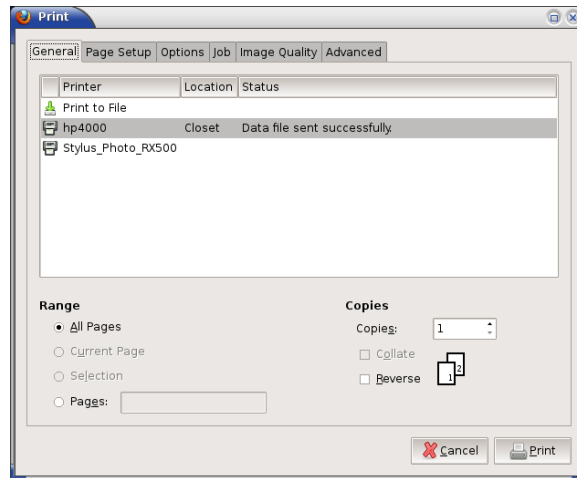 Print
General Page Setup Options Job Image Quality Advanced
Printer Location Status
Print to File
hp4000 Closet Data file sent successfully.
Stylus_Photo_RX500
Range Copies
All Pages Copies: 1
Current Page Collate
Selection Reverse 1 2
Pages:
Cancel Print